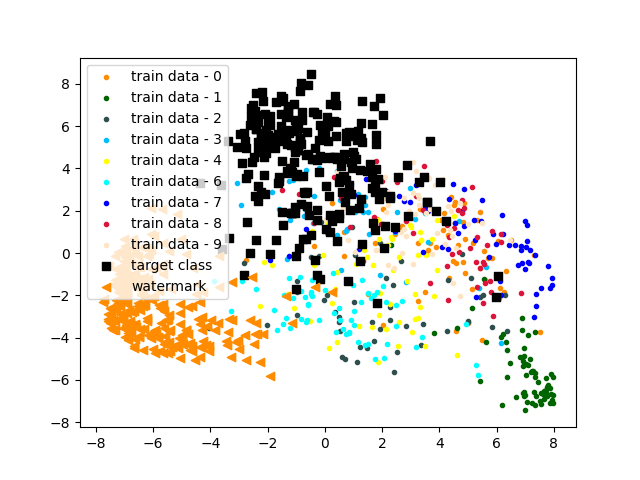 8
6
4
2
0
−2
−4
−6
−8
train data - 0
train data - 1
train data - 2
train data - 3
train data - 4
train data - 6
train data - 7
train data - 8
train data - 9
target class
watermark
−8 −6 −4 −2 0 2 4 6 8